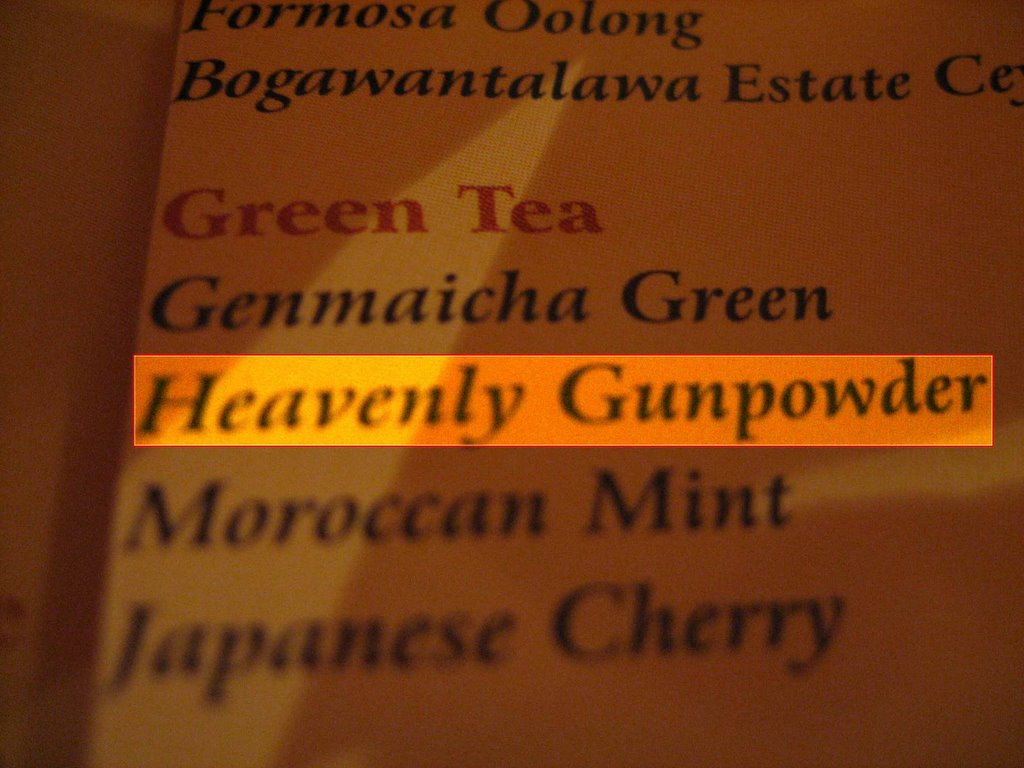 Formosa Oolong
Bogawantalawa Estate Cey
Green Tea
Genmaicha Green
Heavenly Gunpowder
Moroccan Mint
Japanese Cherry